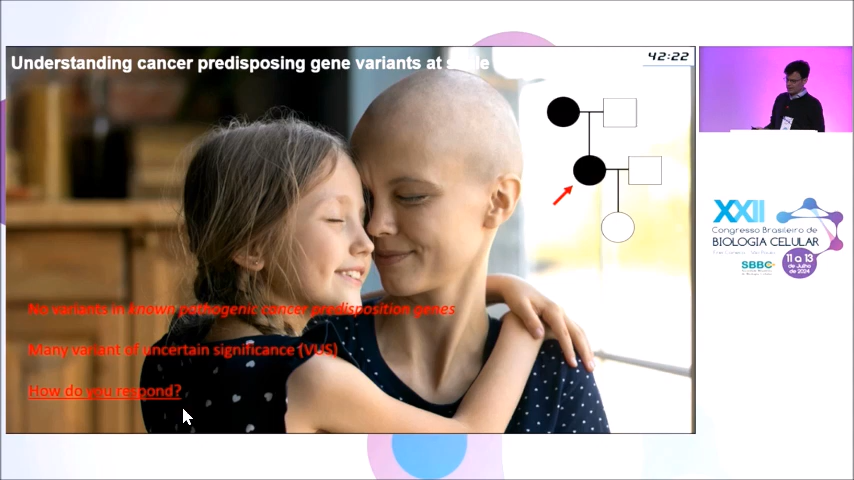 Understanding cancer predisposing gene variants at
42:22
No variants in known pathogenic cancer predisposition genes
Many variant of uncertain significance (VUS)
How do you respond?
XXII
Congresso Brasileiro de
BIOLOGIA CELULAR
11 a 13
de Julho
de 2024
SBBC